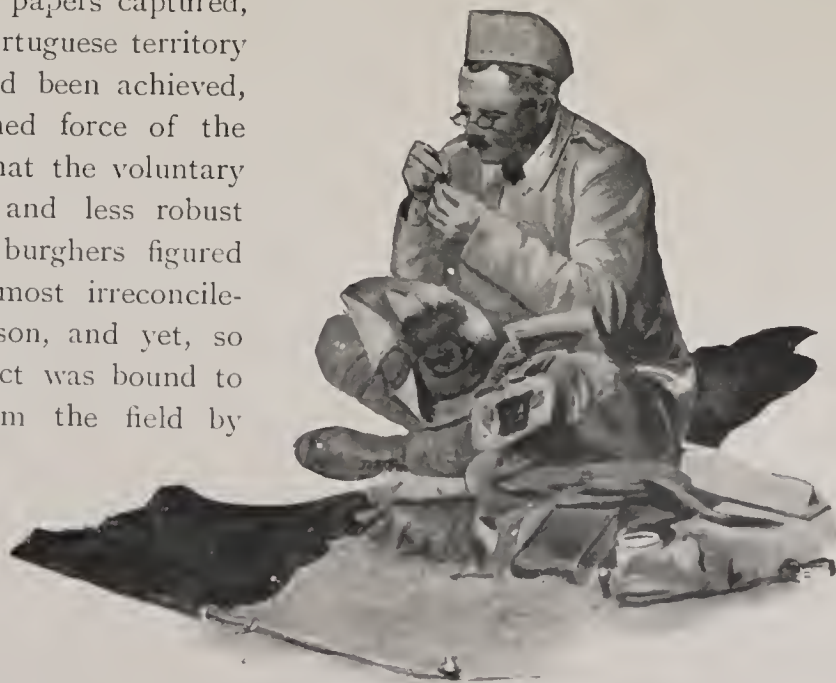 papers captured,
rtuguese territory
d been achieved,
ned force of the
hat the voluntary
and less robust
burghers figured
most irreconcile-
son, and yet, so
ct was bound to
m the field by